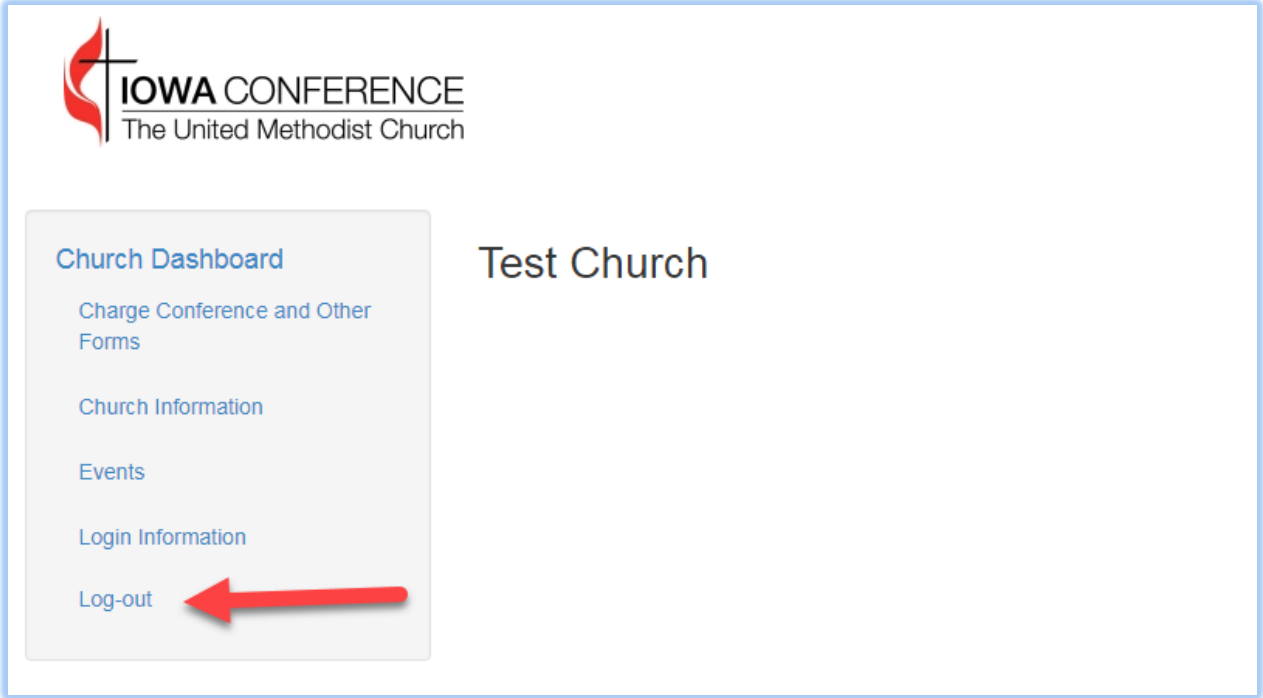 IOWA CONFERENCE
The United Methodist Church
Church Dashboard
Charge Conference and Other
Forms
Church Information
Events
Login Information
Log-out
Test Church